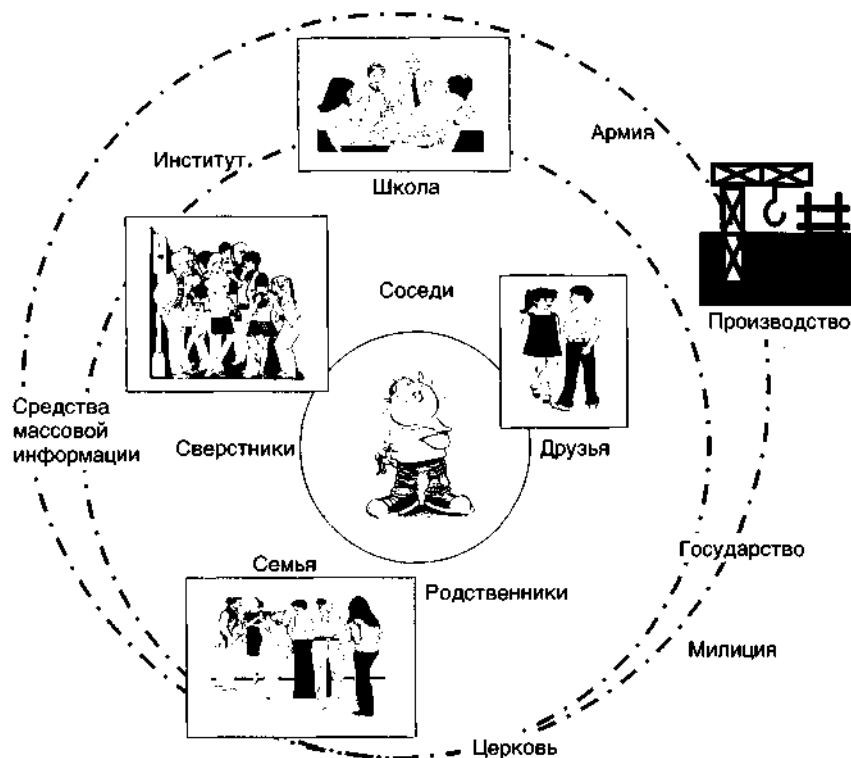 Армия
Институт
Школа
Соседи
Производство
Средства
массовой
информации
Сверстники
Друзья
Семья
Родственники
Государство
Милиция
Церковь